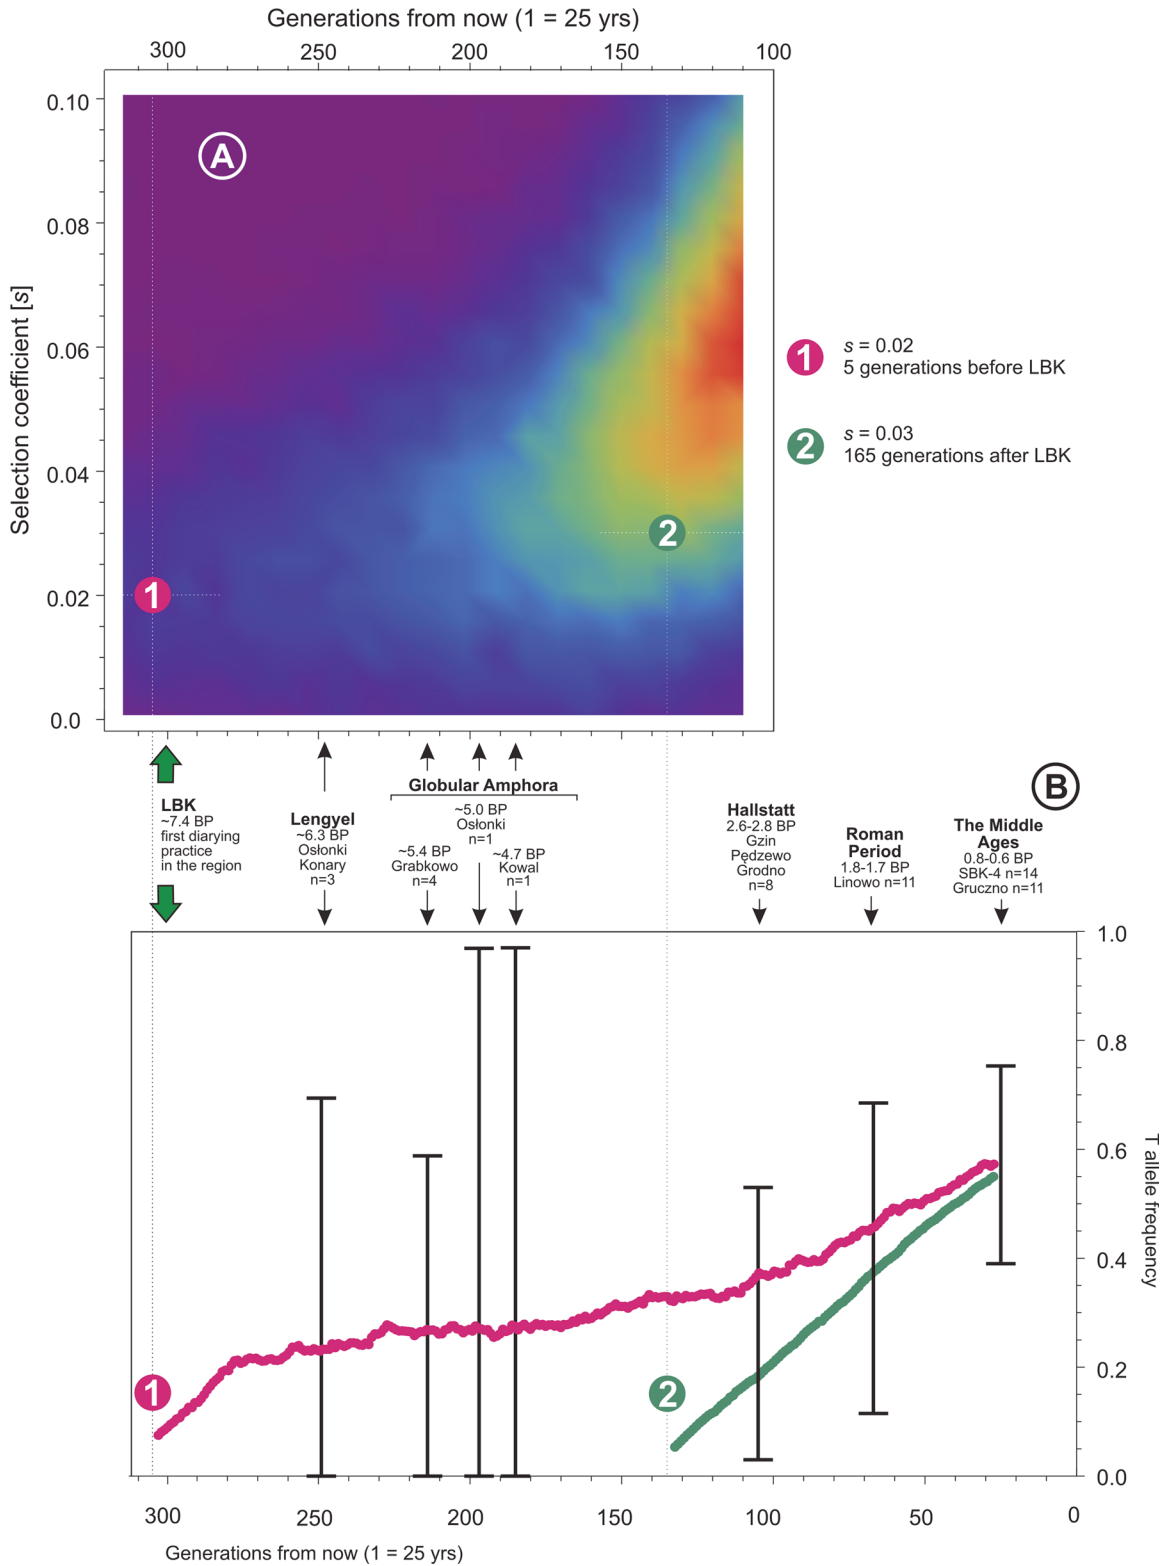 Generations from now (1 = 25 yrs)
300 250 200 150 100
0.10
0.08
0.06
0.04
0.02
0.0
Selection coefficient [s]
A
1
2
1 s = 0.02
5 generations before LBK
2 s = 0.03
165 generations after LBK
B
LBK
~7.4 BP
first diarying
practice
in the region
Lengyel
~6.3 BP
Osłonki
Konary
n=3
Globular Amphora
~5.4 BP
Grabkowo
n=4
~5.0 BP
Osłonki
n=1
~4.7 BP
Kowal
n=1
Hallstatt
2.6-2.8 BP
Gzin
Pędzewo
Grodno
n=8
Roman
Period
1.8-1.7 BP
Linowo n=11
The Middle
Ages
0.8-0.6 BP
SBK-4 n=14
Gruczno n=11
1.0
0.8
0.6
0.4
0.2
0.0
T allele frequency
1
2
300 250 200 150 100 50 0
Generations from now (1 = 25 yrs)